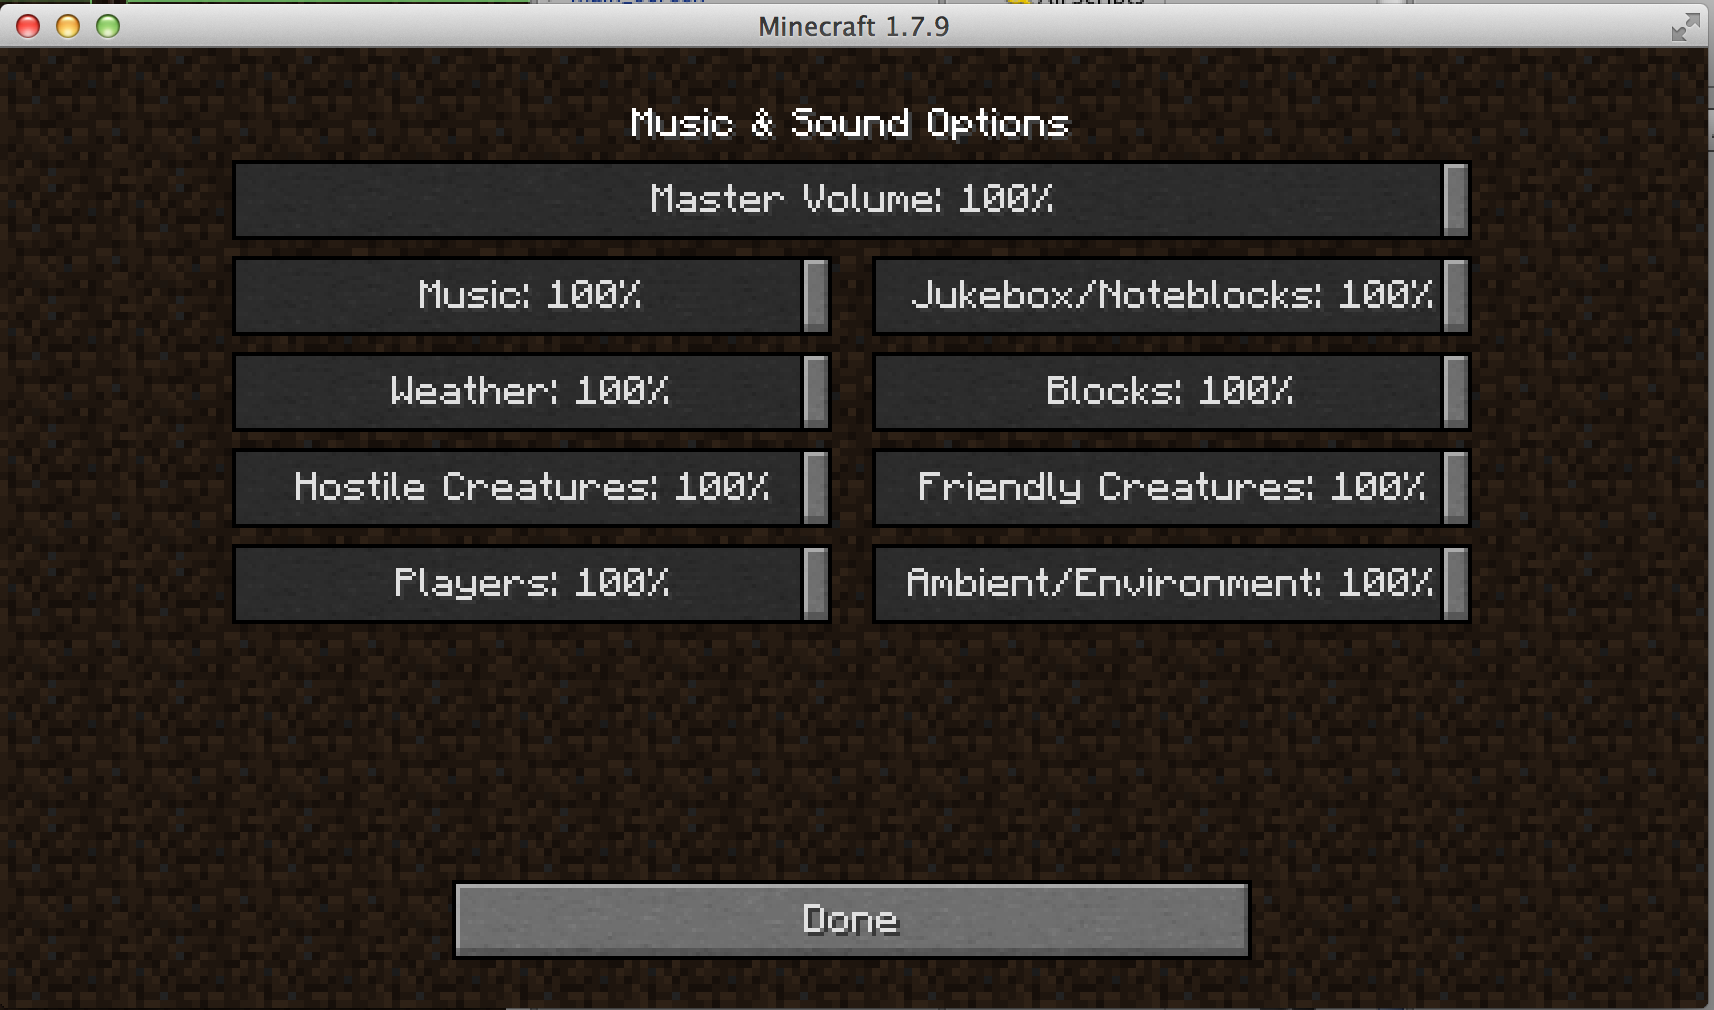 Minecraft 1.7.9
Music & Sound Options
Master Volume: 100%
Music: 100%
Jukebox/Noteblocks: 100%
Weather: 100%
Blocks: 100%
Hostile Creatures: 100%
Friendly Creatures: 100%
Players: 100%
Ambient/Environment: 100%
Done